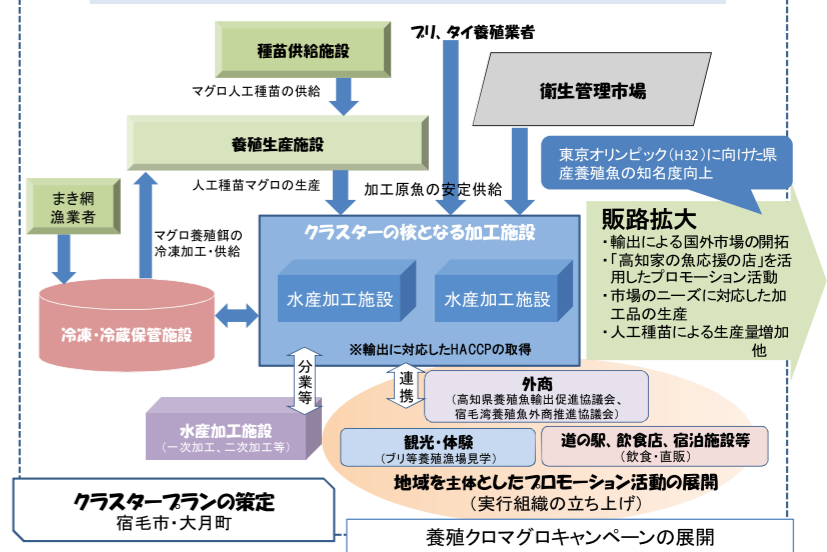 種苗供給施設
ブリ、タイ養殖業者
マグロ人工種苗の供給
衛生管理市場
養殖生産施設
東京オリンピック(H32)に向けた県
産養殖魚の知名度向上
人工種苗マグロの生産
加工原魚の安定供給
まき網
漁業者
マグロ養殖餌の
冷凍加工・供給
クラスターの核となる加工施設
水産加工施設
水産加工施設
※輸出に対応したHACCPの取得
冷凍・冷蔵保管施設
販路拡大
・輸出による国外市場の開拓
・「高知家の魚応援の店」を活
用したプロモーション活動
・市場のニーズに対応した加
工品の生産
・人工種苗による生産量増加
他
分業等
連携
水産加工施設
(一次加工、二次加工等)
外商
(高知県養殖魚輸出促進協議会、
宿毛湾養殖魚外商推進協議会)
観光・体験
(ブリ等養殖漁場見学)
道の駅、飲食店、宿泊施設等
(飲食・直販)
地域を主体としたプロモーション活動の展開
(実行組織の立ち上げ)
クラスタープランの策定
宿毛市・大月町
養殖クロマグロキャンペーンの展開